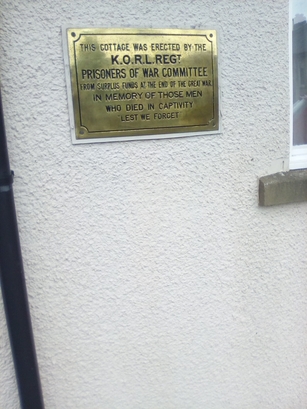 THIS COTTAGE WAS ERECTED BY THE
K.O.R.L.REGT
PRISONERS OF WAR COMMITTEE
FROM SURPLUS FUNDS AT THE END OF THE GREAT WAR
IN MEMORY OF THOSE MEN
WHO DIED IN CAPTIVITY
LEST WE FORGET